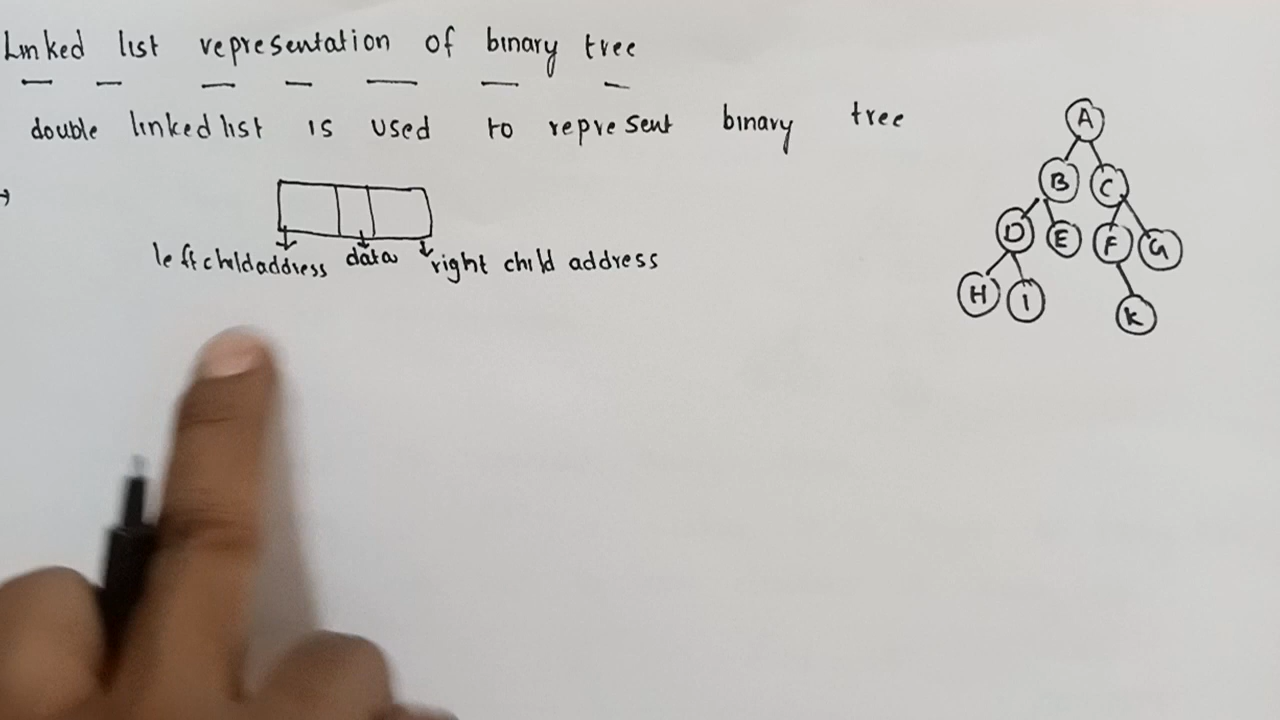 Linked list representation of binary tree
double linked list is used to represent binary tree
→
left child address data right child address
A
B C
D E F G
H I K